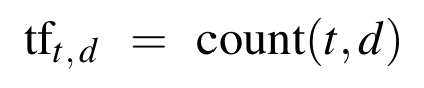 tf_{t,d} = count(t,d)